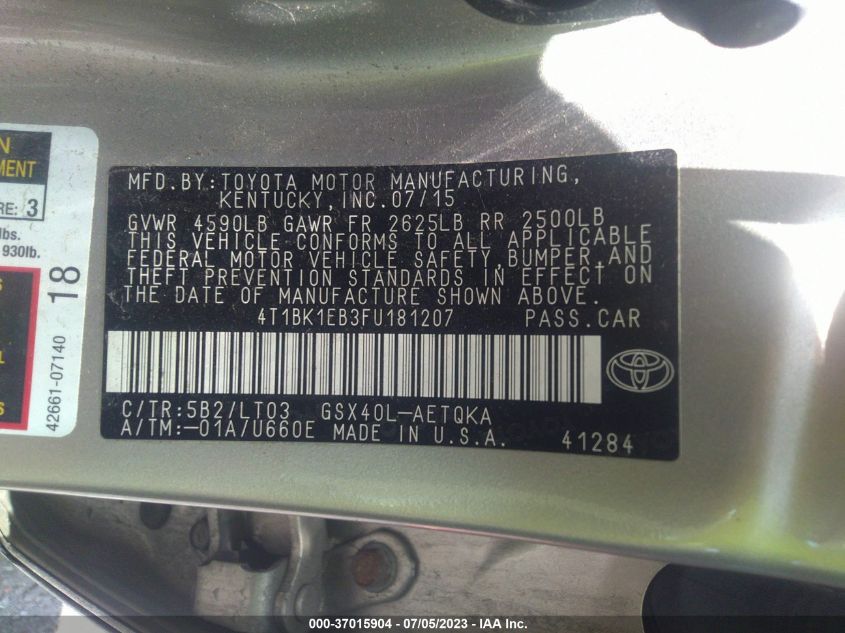 N
MENT
RE: 3
lbs.
930lb.
S
18
42661-07140
MFD.BY:TOYOTA MOTOR MANUFACTURING,
KENTUCKY, INC.07/15
GVWR 4590LB GAWR FR 2625LB RR 2500LB
THIS VEHICLE CONFORMS TO ALL APPLICABLE
FEDERAL MOTOR VEHICLE SAFETY, BUMPER, AND
THEFT PREVENTION STANDARDS IN EFFECT ON
THE DATE OF MANUFACTURE SHOWN ABOVE.
4T1BK1EB3FU181207 PASS.CAR
C/TR:5B2/LT03 GSX40L-AETQKA
A/TM:-01A/U660E MADE IN U.S.A. 41284
000-37015904 - 07/05/2023 - IAA Inc.